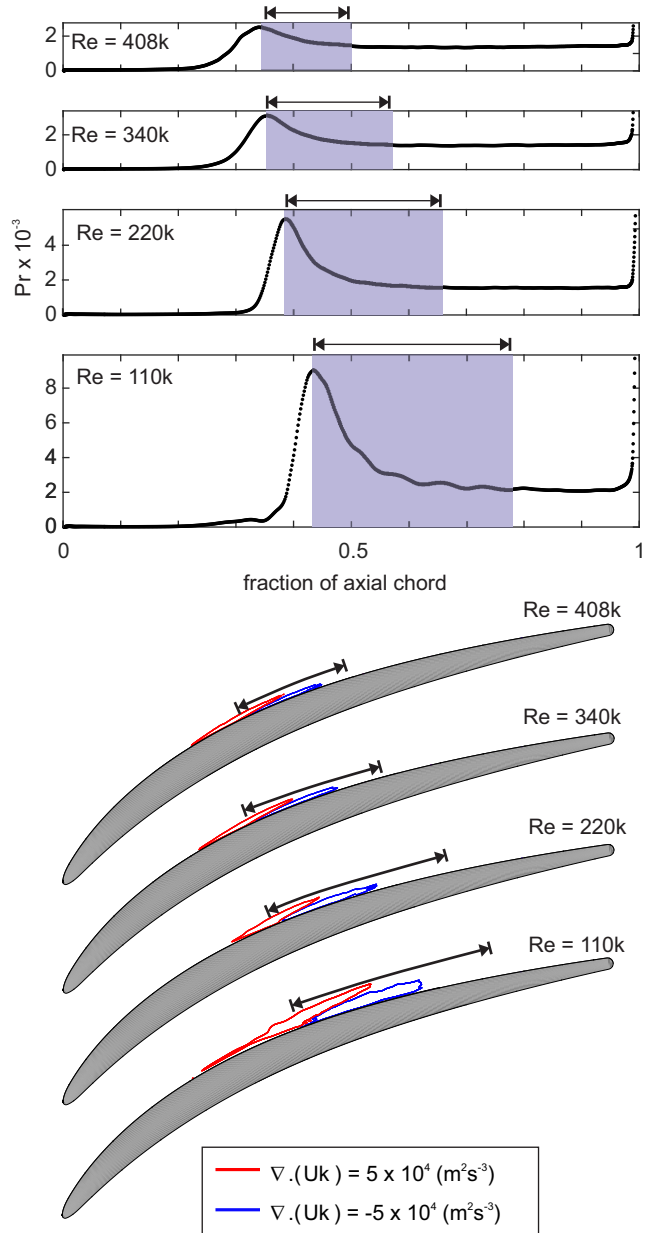 Re = 408k
2
0
Re = 340k
2
0
Re = 220k
4
2
0
Pr x 10⁻³
Re = 110k
8
6
4
2
0
0 0.5 1
fraction of axial chord
Re = 408k
Re = 340k
Re = 220k
Re = 110k
∇.(Uk) = 5 x 10⁴ (m²s⁻³)
∇.(Uk) = -5 x 10⁴ (m²s⁻³)